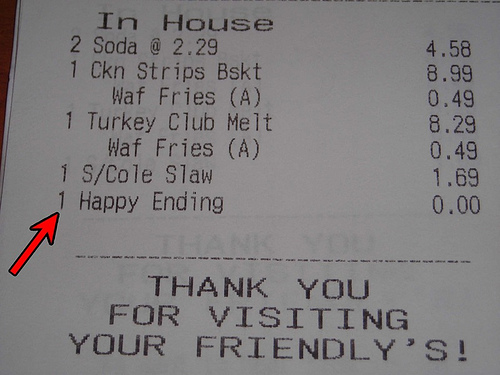 In House
2 Soda @ 2.29 4.58
1 Ckn Strips Bskt 8.99
Waf Fries (A) 0.49
1 Turkey Club Melt 8.29
Waf Fries (A) 0.49
1 S/Cole Slaw 1.69
1 Happy Ending 0.00
THANK YOU
FOR VISITING
YOUR FRIENDLY'S!